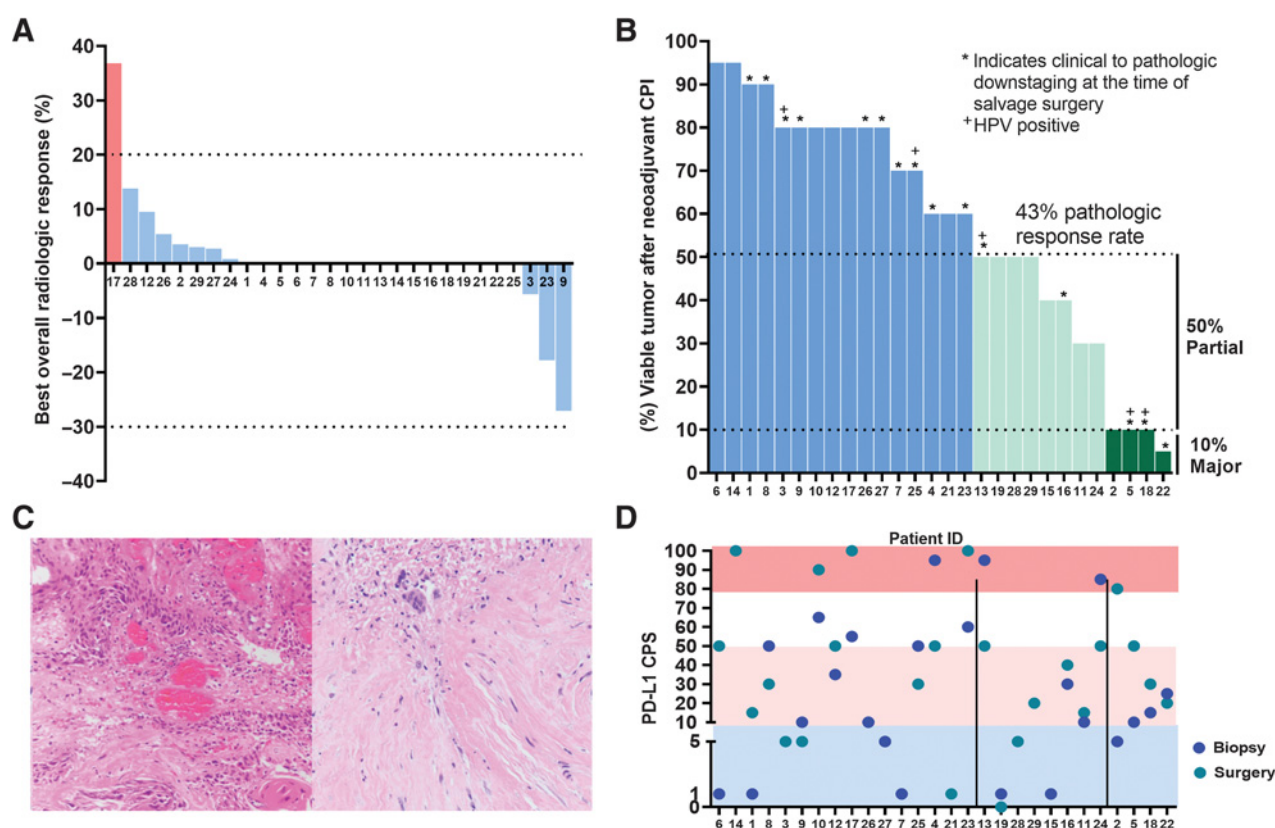 A
Best overall radiologic response (%)
40
30
20
10
0
–10
–20
–30
–40
17 28 12 26 2 29 27 24 1 4 5 6 7 8 10 11 13 14 15 16 18 19 20 21 22 25 3 23 9
B
(%) Viable tumor after neoadjuvant CPI
100
90
80
70
60
50
40
30
20
10
0
* Indicates clinical to pathologic
downstaging at the time of
salvage surgery
+ HPV positive
* *
+
* *
* *
*
+
*
* *
+
*
*
+ +
* *
*
43% pathologic
response rate
50%
Partial
10%
Major
6 14 1 8 3 9 10 12 17 26 27 7 25 4 21 23 13 19 28 29 15 16 11 24 2 5 18 22
Patient ID
C
D
PD-L1 CPS
100
90
80
70
60
50
40
30
20
10
5
1
0
6 14 1 8 3 9 10 12 17 26 27 7 25 4 21 23 13 19 28 29 15 16 11 24 2 5 18 22
Biopsy
Surgery